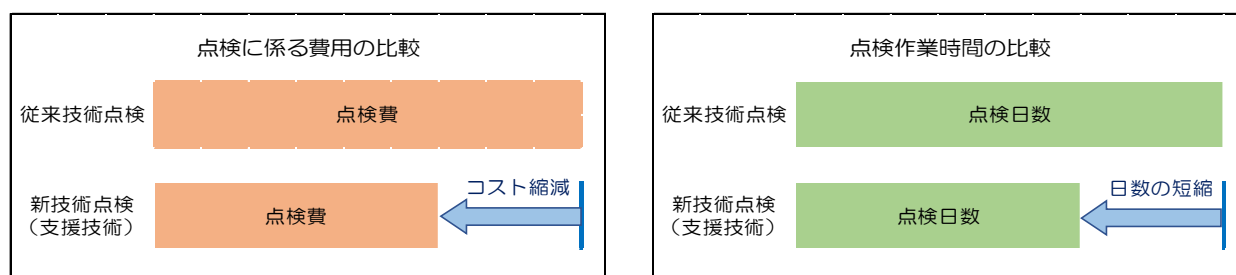 点検に係る費用の比較
従来技術点検
点検費
新技術点検
（支援技術）
点検費
コスト縮減
点検作業時間の比較
従来技術点検
点検日数
新技術点検
（支援技術）
点検日数
日数の短縮